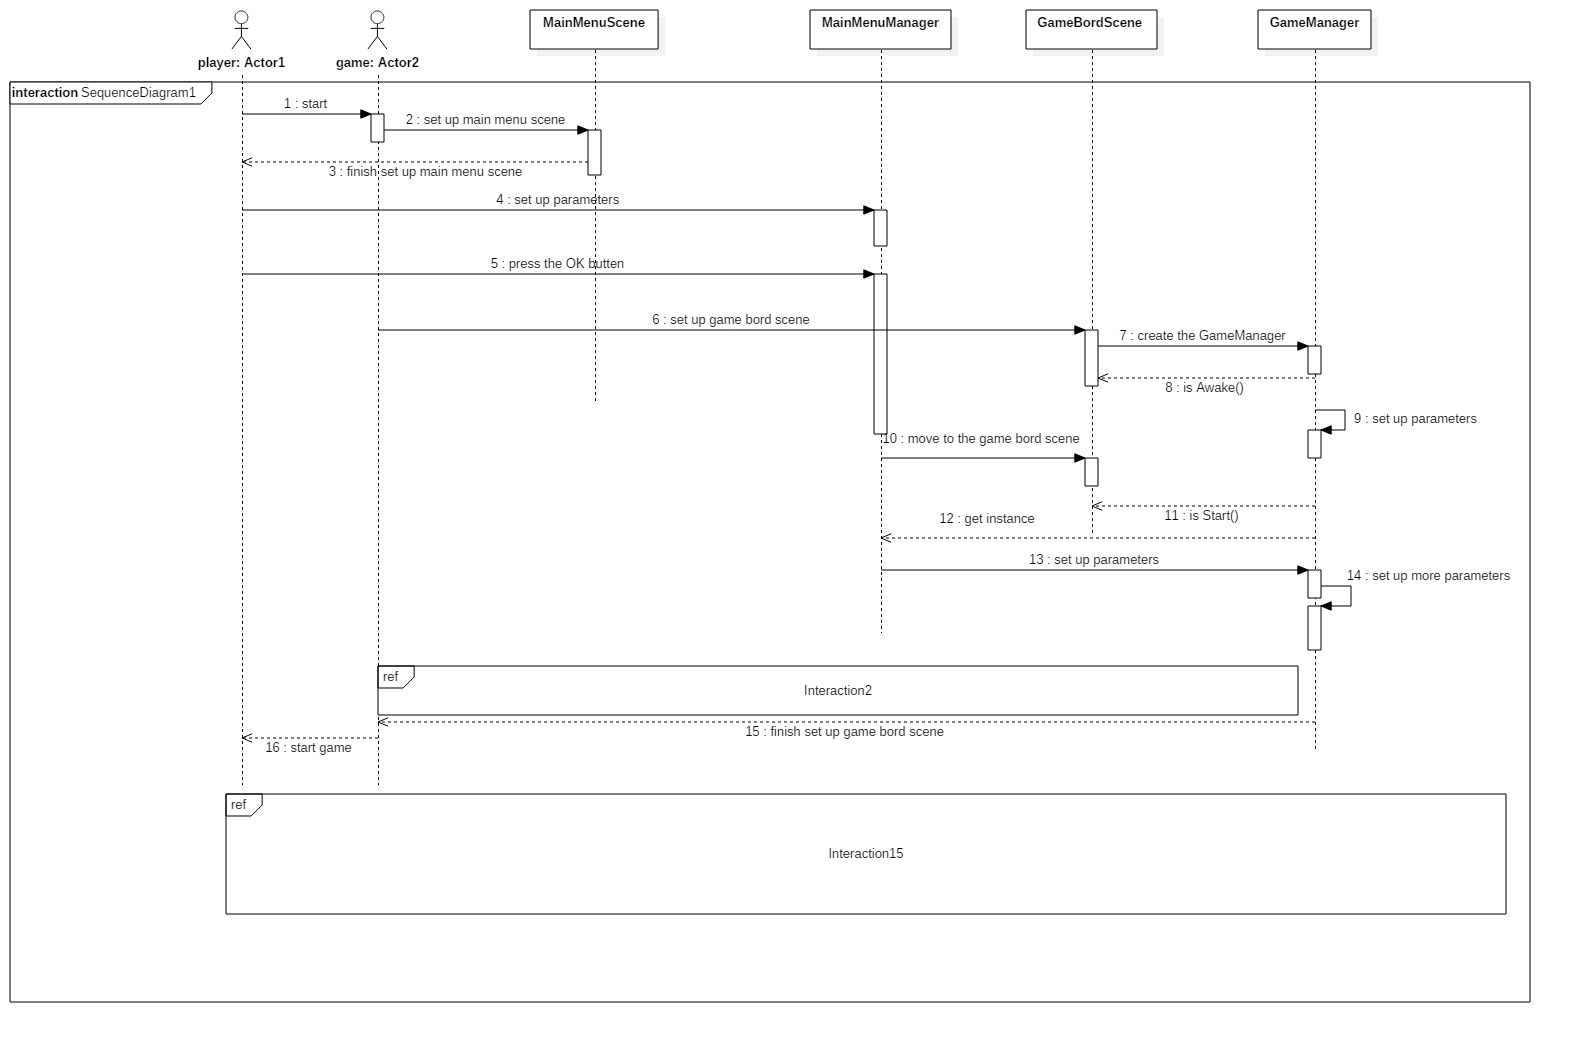 MainMenuScene
MainMenuManager
GameBordScene
GameManager
player: Actor1
game: Actor2
interaction SequenceDiagram1
1 : start
2 : set up main menu scene
3 : finish set up main menu scene
4 : set up parameters
5 : press the OK butten
6 : set up game bord scene
7 : create the GameManager
8 : is Awake()
9 : set up parameters
10 : move to the game bord scene
11 : is Start()
12 : get instance
13 : set up parameters
14 : set up more parameters
ref
Interaction2
15 : finish set up game bord scene
16 : start game
ref
Interaction15